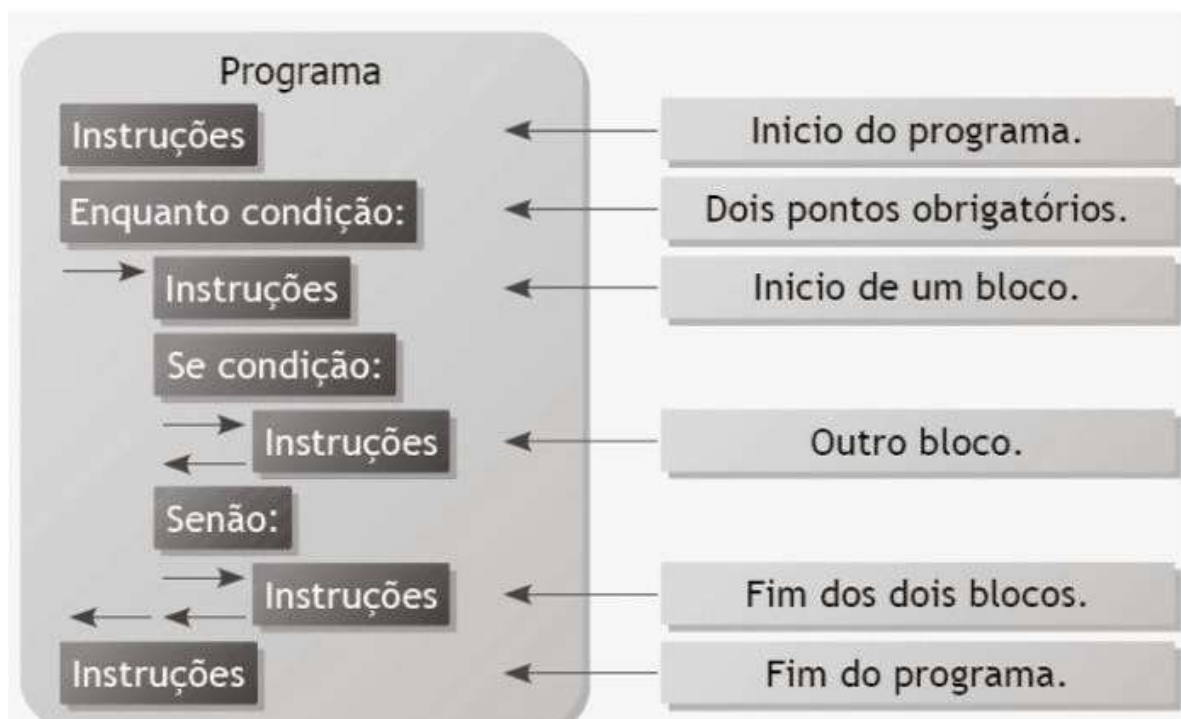 Programa
Instruções
Inicio do programa.
Enquanto condição:
Dois pontos obrigatórios.
Instruções
Inicio de um bloco.
Se condição:
Instruções
Outro bloco.
Senão:
Instruções
Fim dos dois blocos.
Instruções
Fim do programa.